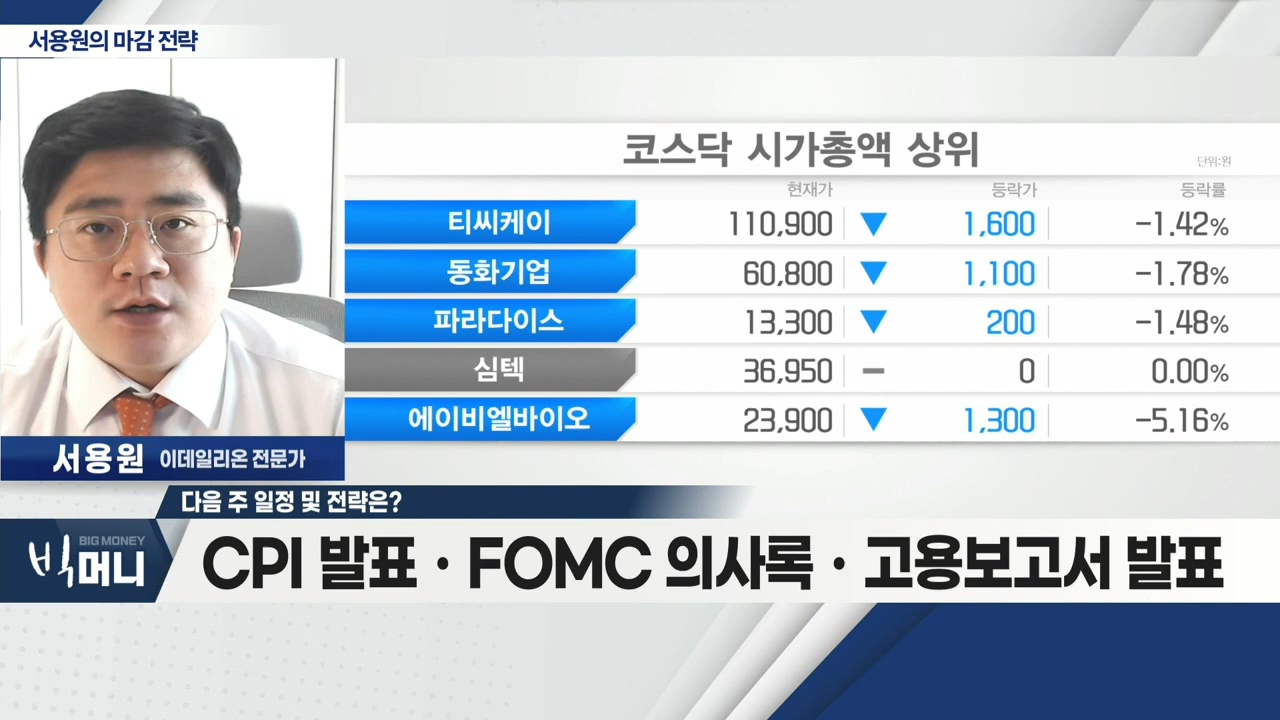 서용원의 마감 전략
코스닥 시가총액 상위
단위:원
현재가 등락가 등락률
티씨케이 110,900 ▼ 1,600 -1.42%
동화기업 60,800 ▼ 1,100 -1.78%
파라다이스 13,300 ▼ 200 -1.48%
심텍 36,950 - 0 0.00%
에이비엘바이오 23,900 ▼ 1,300 -5.16%
서용원 이데일리온 전문가
다음 주 일정 및 전략은?
BIG MONEY
빅머니
CPI 발표 · FOMC 의사록 · 고용보고서 발표